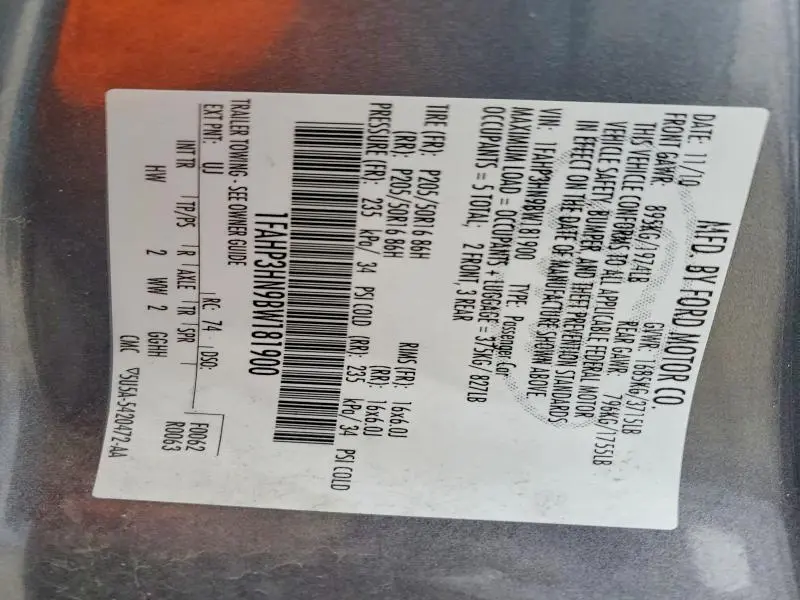 MFD. BY FORD MOTOR CO.
DATE: 11/10 GVWR: 1685KG/3715LB
FRONT GAWR: 899KG/1974LB REAR GAWR: 796KG/1755LB
THIS VEHICLE CONFORMS TO ALL APPLICABLE FEDERAL MOTOR
VEHICLE SAFETY, BUMPER, AND THEFT PREVENTION STANDARDS
IN EFFECT ON THE DATE OF MANUFACTURE SHOWN ABOVE.
VIN: 1FAHP3HN9BW181900 TYPE: Passenger Car
MAXIMUM LOAD = OCCUPANTS + LUGGAGE = 375KG/827LB
OCCUPANTS = 5 TOTAL; 2 FRONT, 3 REAR
TIRE (FR): P205/50R16 86H RIMS (FR): 16x6.0J
(RR): P205/50R16 86H (RR): 16x6.0J
PRESSURE (FR): 235 kPa/34 PSI COLD (RR): 235 kPa/34 PSI COLD
1FAHP3HN9BW181900
TRAILER TOWING - SEE OWNER GUIDE
EXT PNT: UJ RC: 74 DSO: F0062
R0063
INT TR TP/PS R AXLE TR SPR
HW 2 WW 2 GGHH
5U5A-5420472-AA